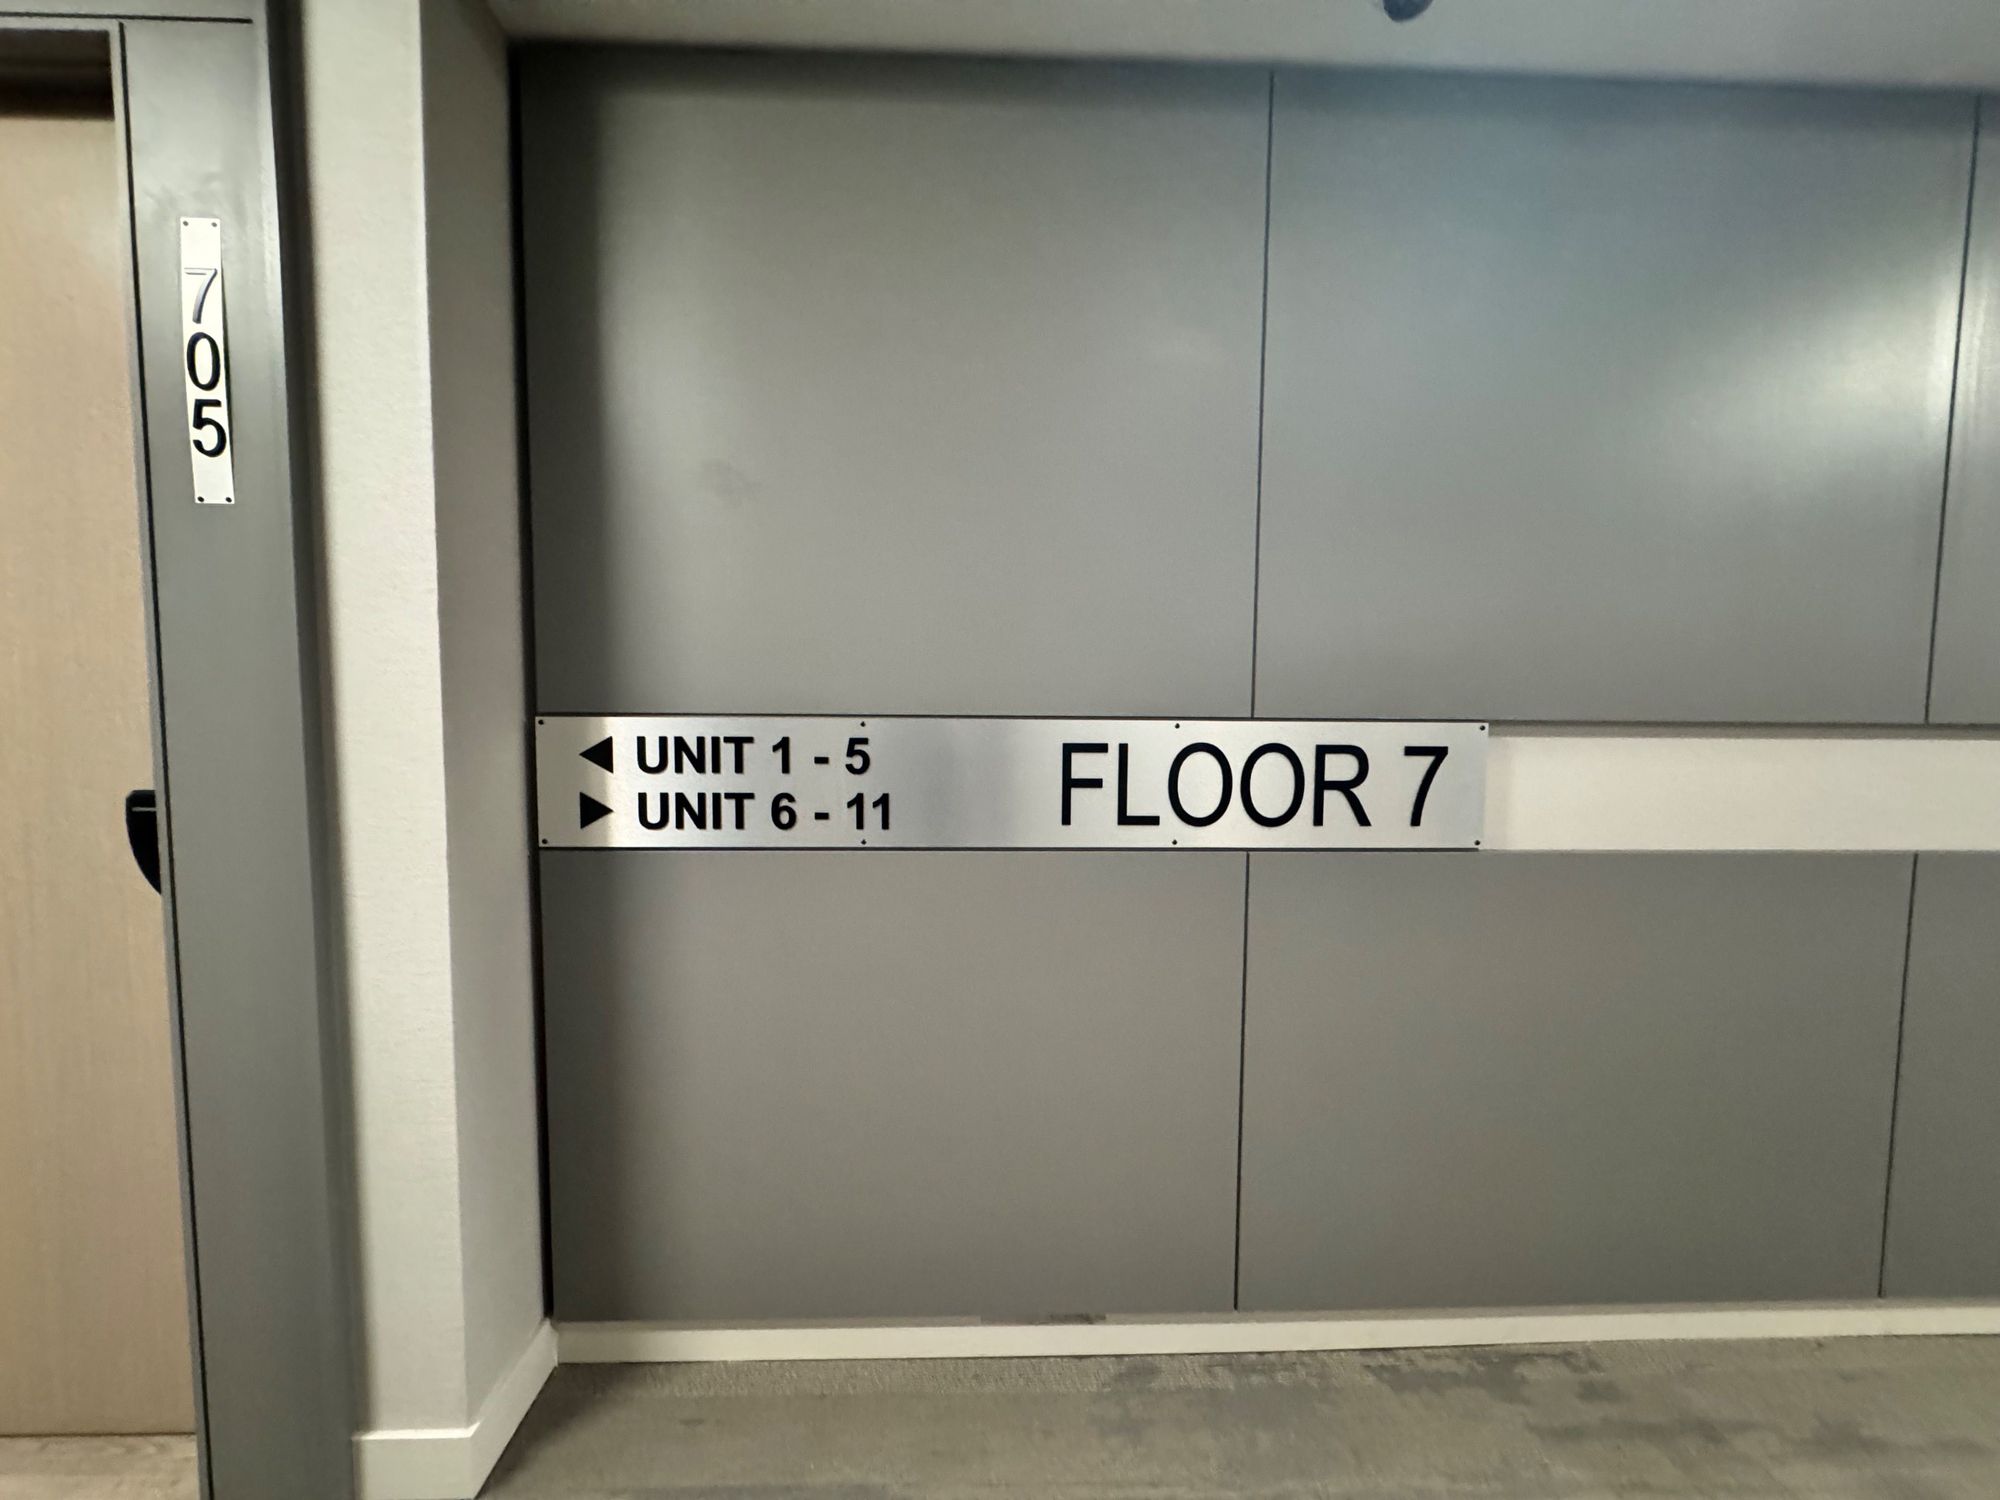 705
◀ UNIT 1 - 5
▶ UNIT 6 - 11
FLOOR 7